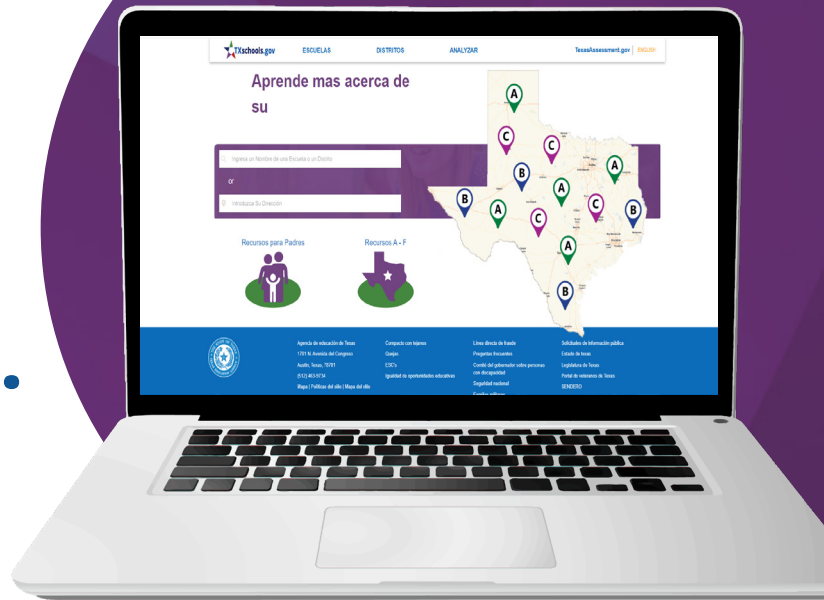 TXschools.gov
ESCUELAS
DISTRITOS
ANALYZAR
TexasAssessment.gov
ENGLISH
Aprende mas acerca de
su
Ingresa un Nombre de una Escuela o un Distrito
or
Introduzca Su Dirección
Recursos para Padres
Recursos A - F
A
C
C
A
B
A
B
A
C
C
B
A
B
Agencia de educación de Texas
1701 N. Avenida del Congreso
Austin, Texas, 78701
(512) 463-9734
Mapa | Políticas del sitio | Mapa del sitio
Compacto con tejanos
Quejas
ESC's
Igualdad de oportunidades educativas
Línea directa de fraude
Preguntas frecuentes
Comité del gobernador sobre personas
con discapacidad
Seguridad nacional
Solicitudes de información pública
Estado de texas
Legislatura de Texas
Portal de veteranos de Texas
SENDERO